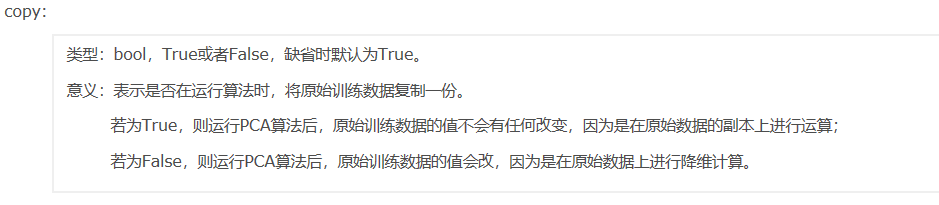 copy：
类型：bool，True或者False，缺省时默认为True。
意义：表示是否在运行算法时，将原始训练数据复制一份。
若为True，则运行PCA算法后，原始训练数据的值不会有任何改变，因为是在原始数据的副本上进行运算；
若为False，则运行PCA算法后，原始训练数据的值会改，因为是在原始数据上进行降维计算。